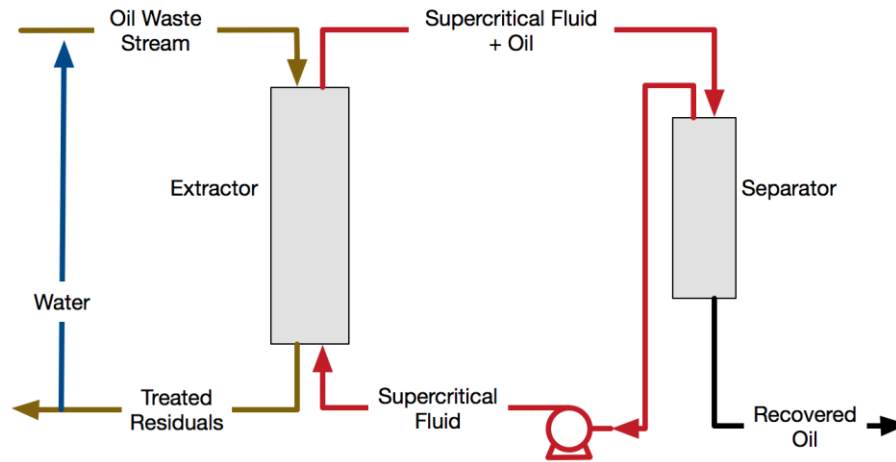 Oil Waste
Stream
Supercritical Fluid
+ Oil
Extractor
Separator
Water
Treated
Residuals
Supercritical
Fluid
Recovered
Oil